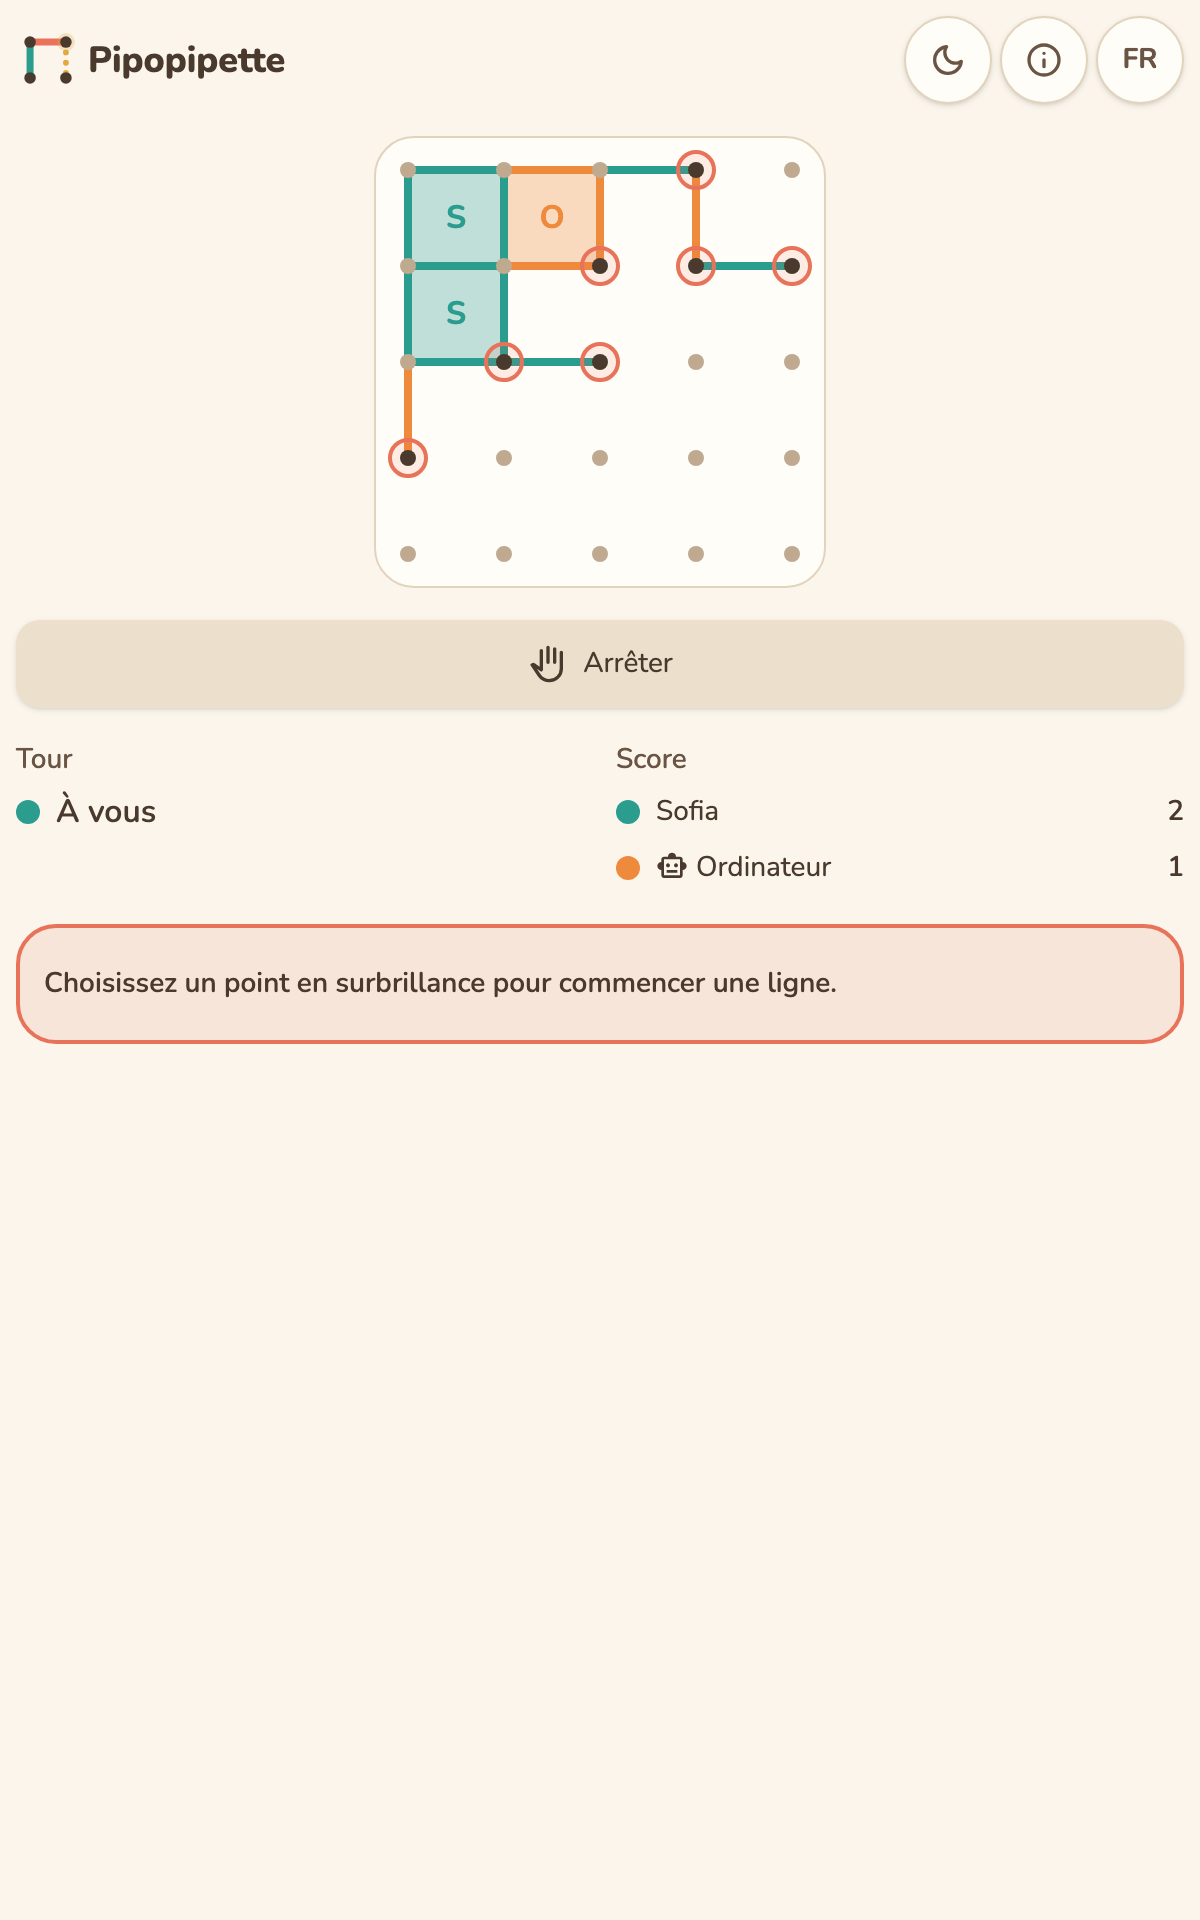 Pipopipette
FR
S
O
S
Arrêter
Tour
À vous
Score
Sofia 2
Ordinateur 1
Choisissez un point en surbrillance pour commencer une ligne.